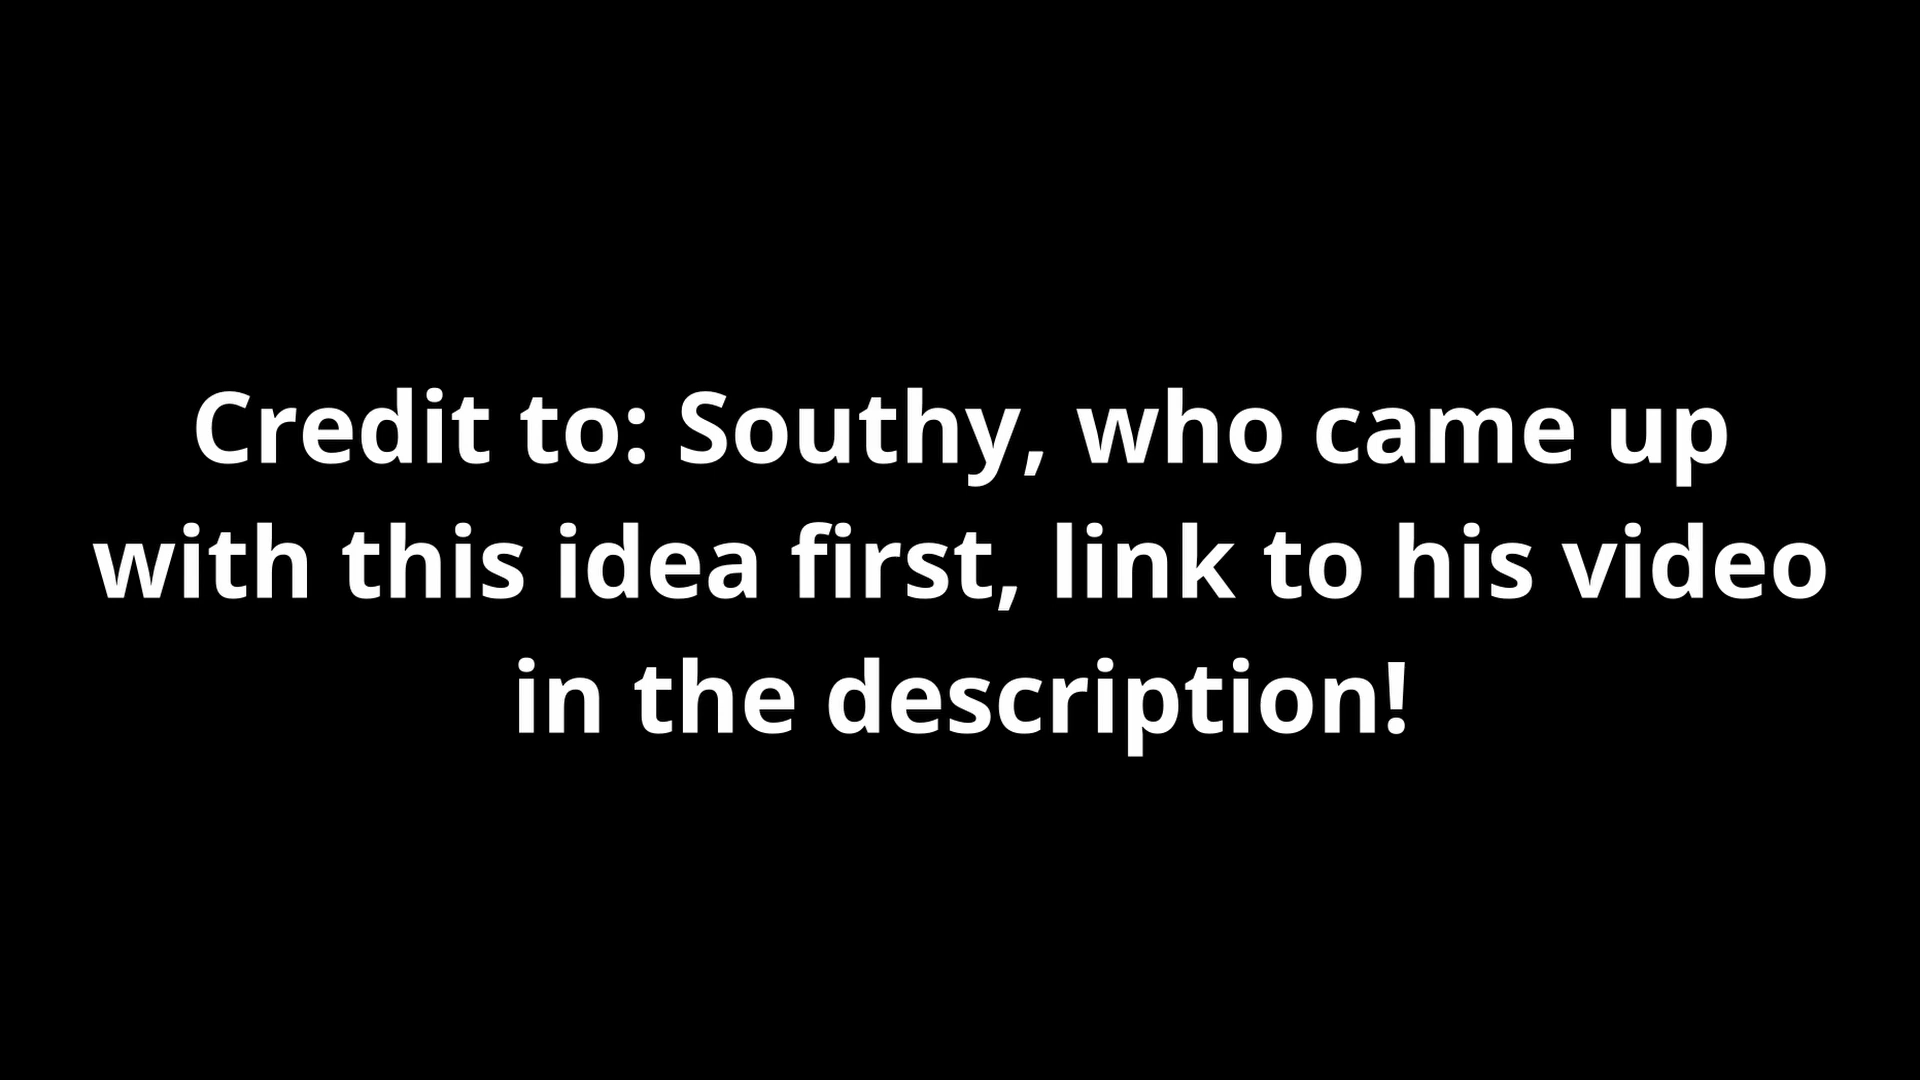 Credit to: Southy, who came up
with this idea first, link to his video
in the description!